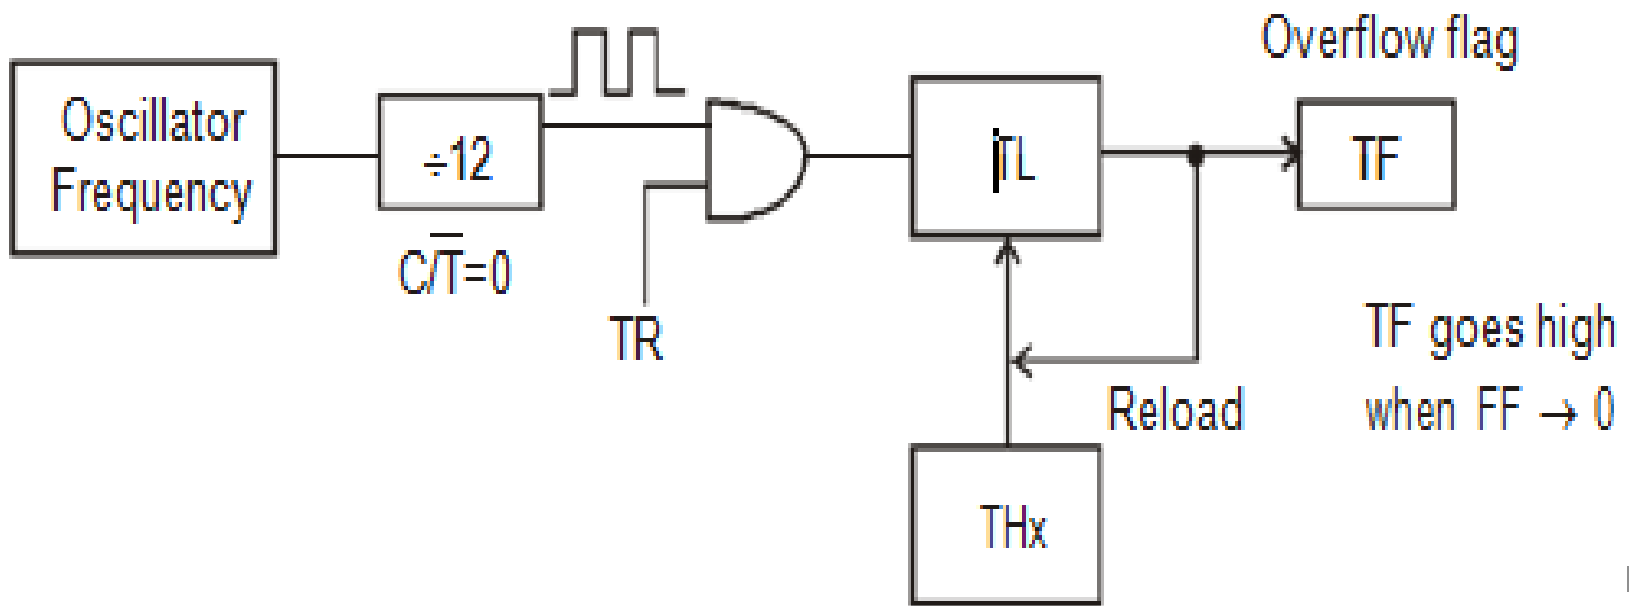 Overflow flag
Oscillator
Frequency
÷12
TL
TF
C/T̅=0
TR
TF goes high
when FF → 0
Reload
THx